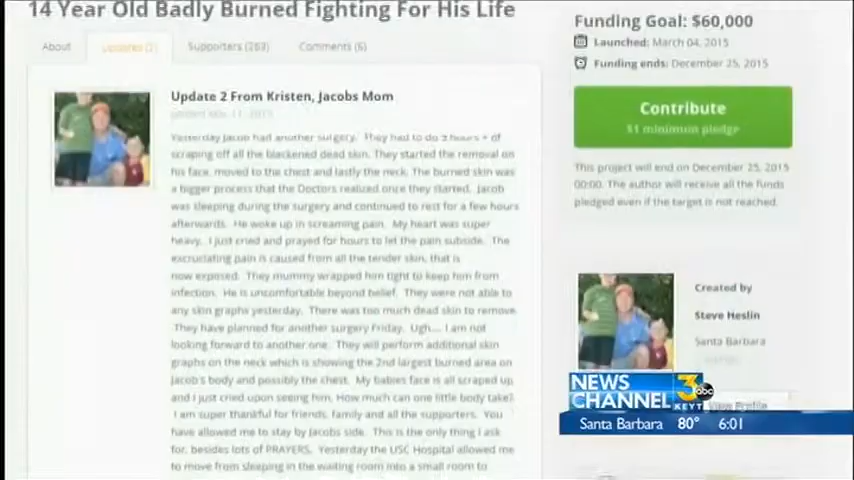 14 Year Old Badly Burned Fighting For His Life
About
Updates (2)
Supporters (263)
Comments (6)
Update 2 From Kristen, Jacobs Mom
Yesterday Jacob had another surgery. They had to do 3 hours + of
scraping off all the blackened dead skin. They started the removal on
his face, moved to the chest and lastly the neck. The burned skin was
a bigger process that the Doctors realized once they started. Jacob
was sleeping during the surgery and continued to rest for a few hours
afterwards. He woke up in screaming pain. My heart was super
heavy. I just cried and prayed for hours to let the pain subside. The
excrutiating pain is caused from all the tender skin, that is
now exposed. They mummy wrapped him tight to keep him from
infection. He is uncomfortable beyond belief. They were not able to
any skin graphs yesterday. There was too much dead skin to remove.
They have planned for another surgery Friday. Ugh.... I am not
looking forward to another one. They will perform additional skin
graphs on the neck which is showing the 2nd largest burned area on
Jacob's body and possibly the chest. My babies face is all scraped up
and I just cried upon seeing him. How much can one little body take?
I am super thankful for friends, family and all the supporters. You
have allowed me to stay by Jacobs side. This is the only thing I ask
for, besides lots of PRAYERS. Yesterday the USC Hospital allowed me
to move from sleeping in the waiting room into a small room to
Funding Goal: $60,000
Launched: March 04, 2015
Funding ends: December 25, 2015
Contribute
$1 minimum pledge
This project will end on December 25, 2015
00:00. The author will receive all the funds
pledged even if the target is not reached.
Created by
Steve Heslin
Santa Barbara
View Profile
NEWS
CHANNEL 3 abc
KEYT
Santa Barbara 80° 6:01